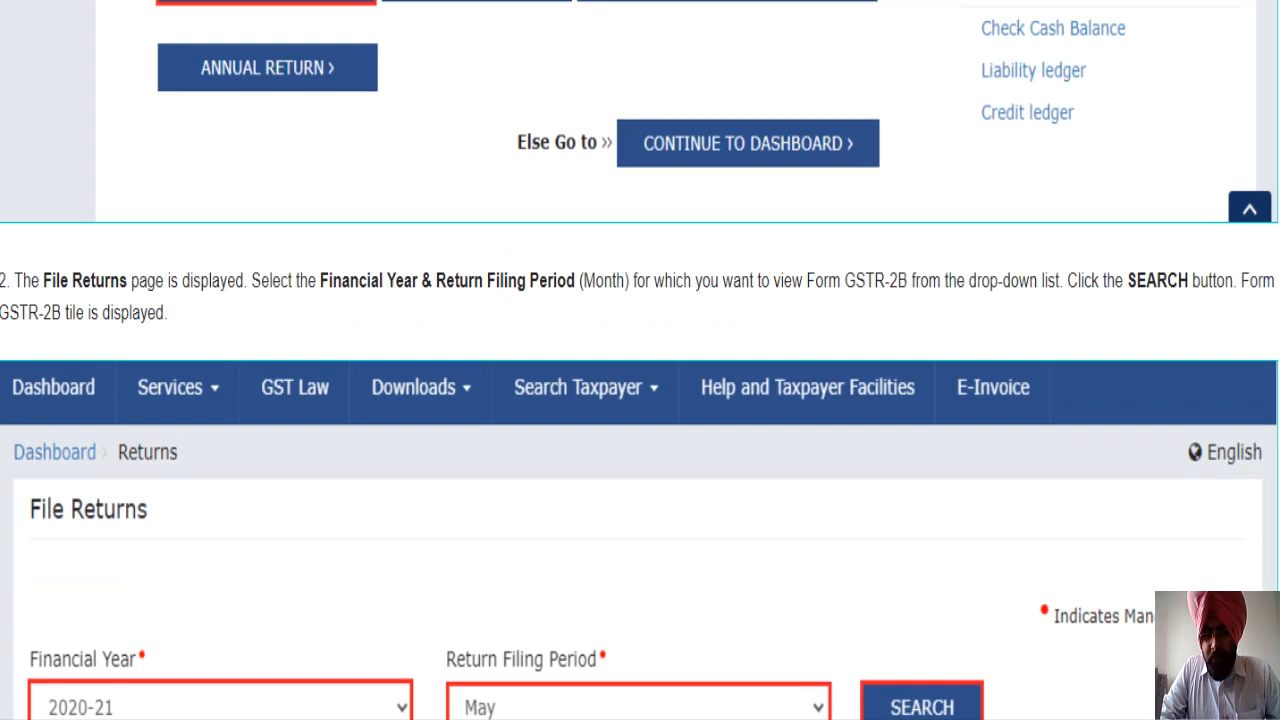 Check Cash Balance
ANNUAL RETURN ›
Liability ledger
Credit ledger
Else Go to » CONTINUE TO DASHBOARD ›
2. The File Returns page is displayed. Select the Financial Year & Return Filing Period (Month) for which you want to view Form GSTR-2B from the drop-down list. Click the SEARCH button. Form
GSTR-2B tile is displayed.
Dashboard Services GST Law Downloads Search Taxpayer Help and Taxpayer Facilities E-Invoice
Dashboard › Returns English
File Returns
• Indicates
Financial Year • Return Filing Period •
2020-21 May SEARCH